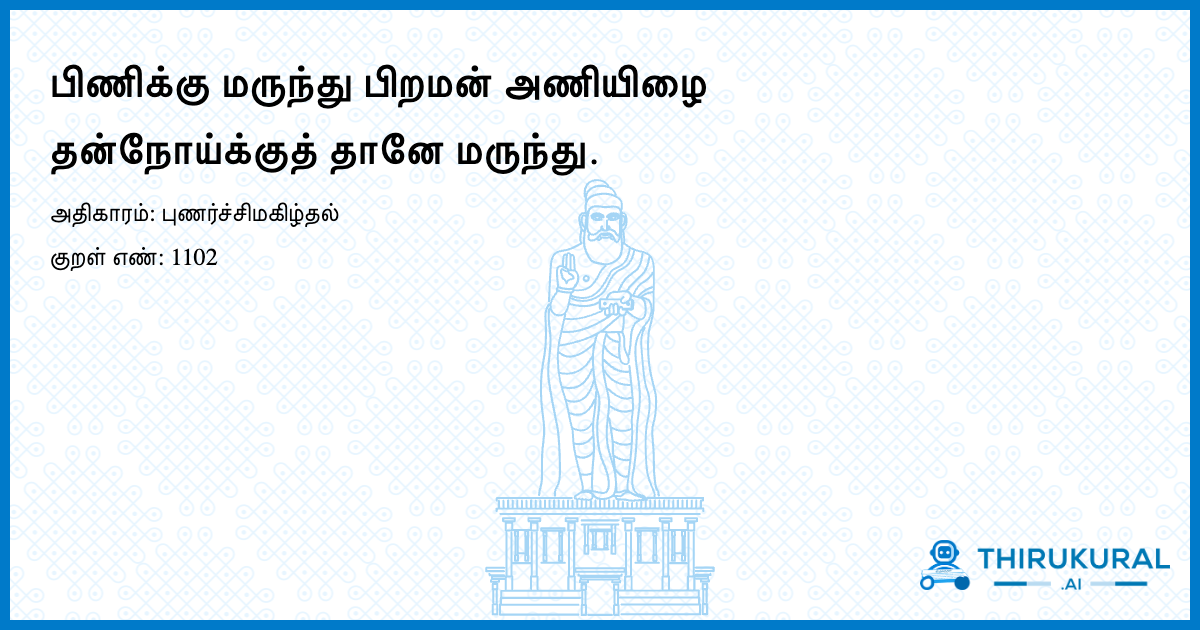 பிணிக்கு மருந்து பிறமன் அணியிழை
தன்நோய்க்குத் தானே மருந்து.
அதிகாரம்: புணர்ச்சிமகிழ்தல்
குறள் எண்: 1102
THIRUKURAL
.AI